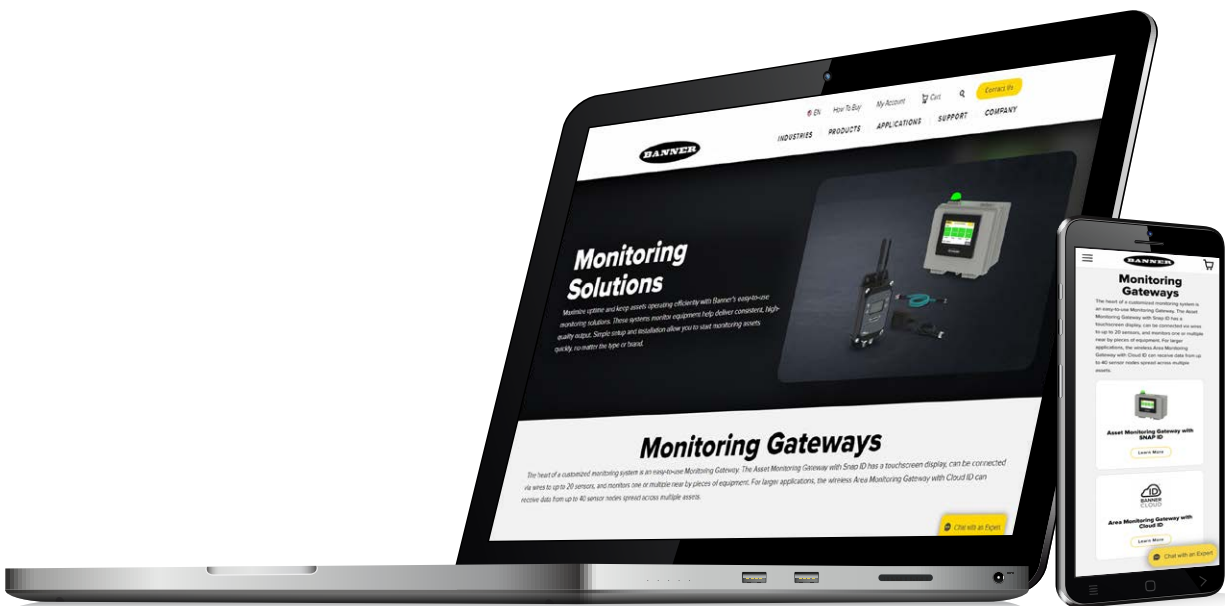 EN
How To Buy
My Account
Cart
Contact Us
BANNER
INDUSTRIES
PRODUCTS
APPLICATIONS
SUPPORT
COMPANY
Monitoring
Solutions
Maximize uptime and keep assets operating efficiently with Banner's easy-to-use
monitoring solutions. These systems monitor equipment help deliver consistent, high-
quality output. Simple setup and installation allow you to start monitoring assets
quickly, no matter the type or brand.
Monitoring Gateways
The heart of a customized monitoring system is an easy-to-use Monitoring Gateway. The Asset Monitoring Gateway with Snap ID has a touchscreen display, can be connected
via wires to up to 20 sensors, and monitors one or multiple near by pieces of equipment. For larger applications, the wireless Area Monitoring Gateway with Cloud ID can
receive data from up to 40 sensor nodes spread across multiple assets.
Chat with an Expert
BANNER
Monitoring
Gateways
The heart of a customized monitoring system is
an easy-to-use Monitoring Gateway. The Asset
Monitoring Gateway with Snap ID has a
touchscreen display, can be connected via wires
to up to 20 sensors, and monitors one or multiple
near by pieces of equipment. For larger
applications, the wireless Area Monitoring
Gateway with Cloud ID can receive data from up
to 40 sensor nodes spread across multiple
assets.
Asset Monitoring Gateway with
SNAP ID
Learn More
ID
BANNER
CLOUD
Area Monitoring Gateway with
Cloud ID
Learn More
Chat with an Expert